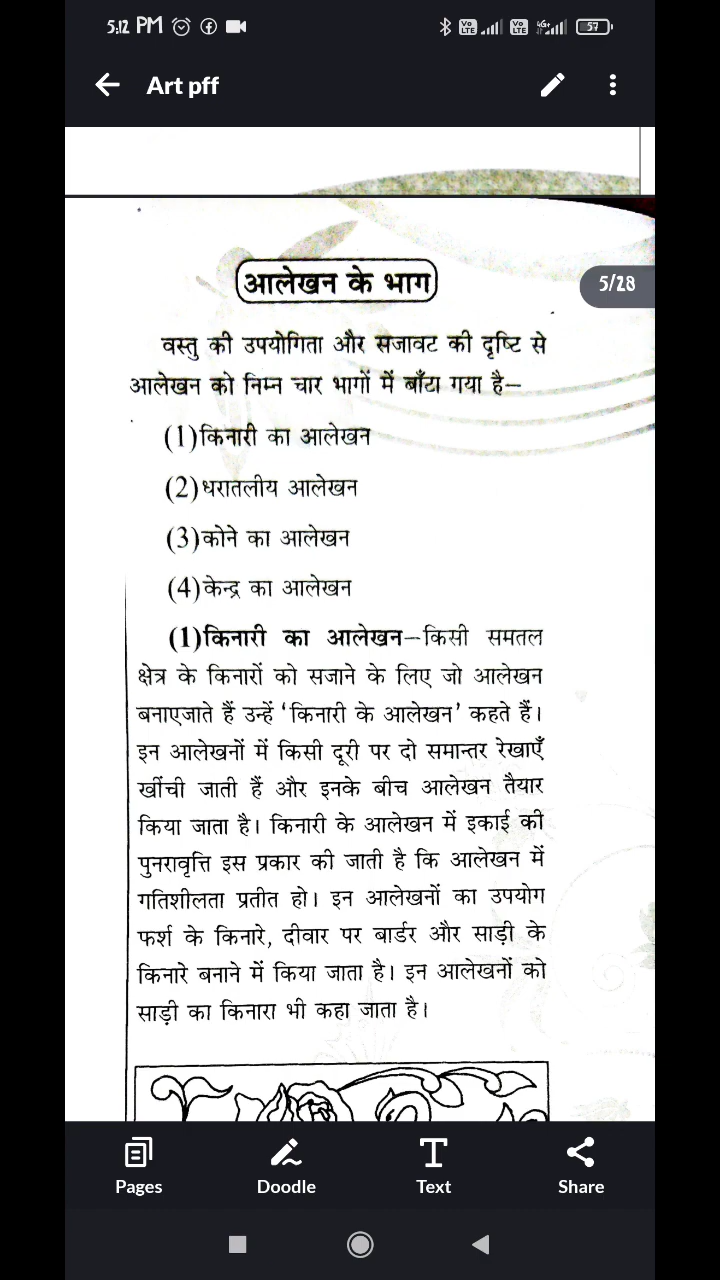 5:12 PM
57
Art pff
5/28
आलेखन के भाग
वस्तु की उपयोगिता और सजावट की दृष्टि से
आलेखन को निम्न चार भागों में बाँटा गया है–
(1)किनारी का आलेखन
(2)धरातलीय आलेखन
(3)कोने का आलेखन
(4)केन्द्र का आलेखन
(1)किनारी का आलेखन–किसी समतल
क्षेत्र के किनारों को सजाने के लिए जो आलेखन
बनाएजाते हैं उन्हें ‘किनारी के आलेखन’ कहते हैं।
इन आलेखनों में किसी दूरी पर दो समान्तर रेखाएँ
खींची जाती हैं और इनके बीच आलेखन तैयार
किया जाता है। किनारी के आलेखन में इकाई की
पुनरावृत्ति इस प्रकार की जाती है कि आलेखन में
गतिशीलता प्रतीत हो। इन आलेखनों का उपयोग
फर्श के किनारे, दीवार पर बार्डर और साड़ी के
किनारे बनाने में किया जाता है। इन आलेखनों को
साड़ी का किनारा भी कहा जाता है।
Pages Doodle Text Share